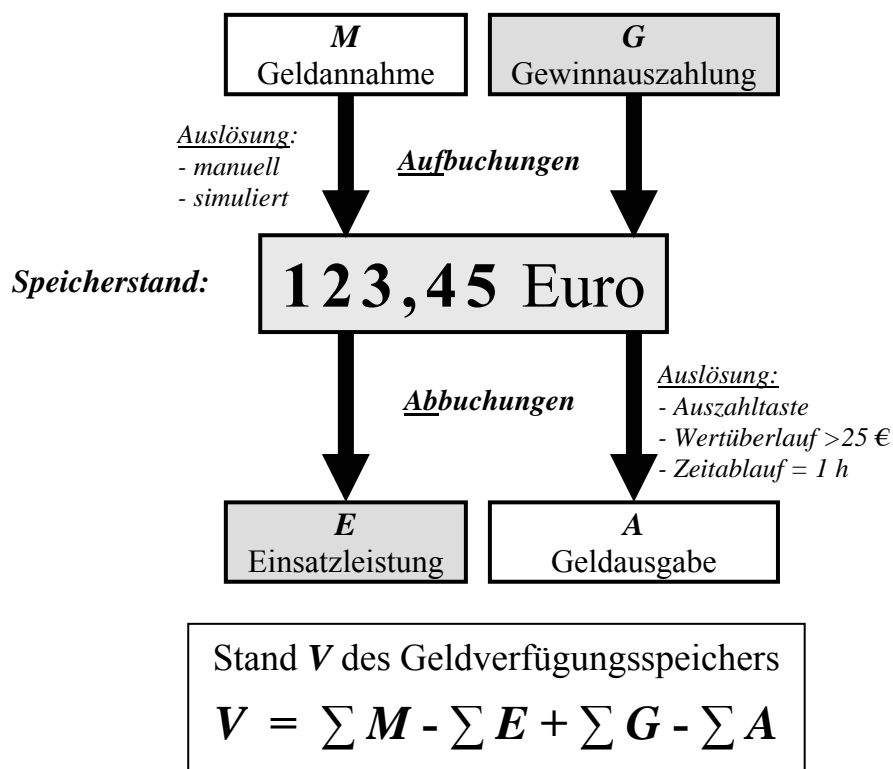 M
Geldannahme
G
Gewinnauszahlung
Auslösung:
- manuell
- simuliert
Aufbuchungen
Speicherstand:
123,45 Euro
Abbuchungen
Auslösung:
- Auszahltaste
- Wertüberlauf >25 €
- Zeitablauf = 1 h
E
Einsatzleistung
A
Geldausgabe
Stand V des Geldverfügungsspeichers
V = ∑ M - ∑ E + ∑ G - ∑ A